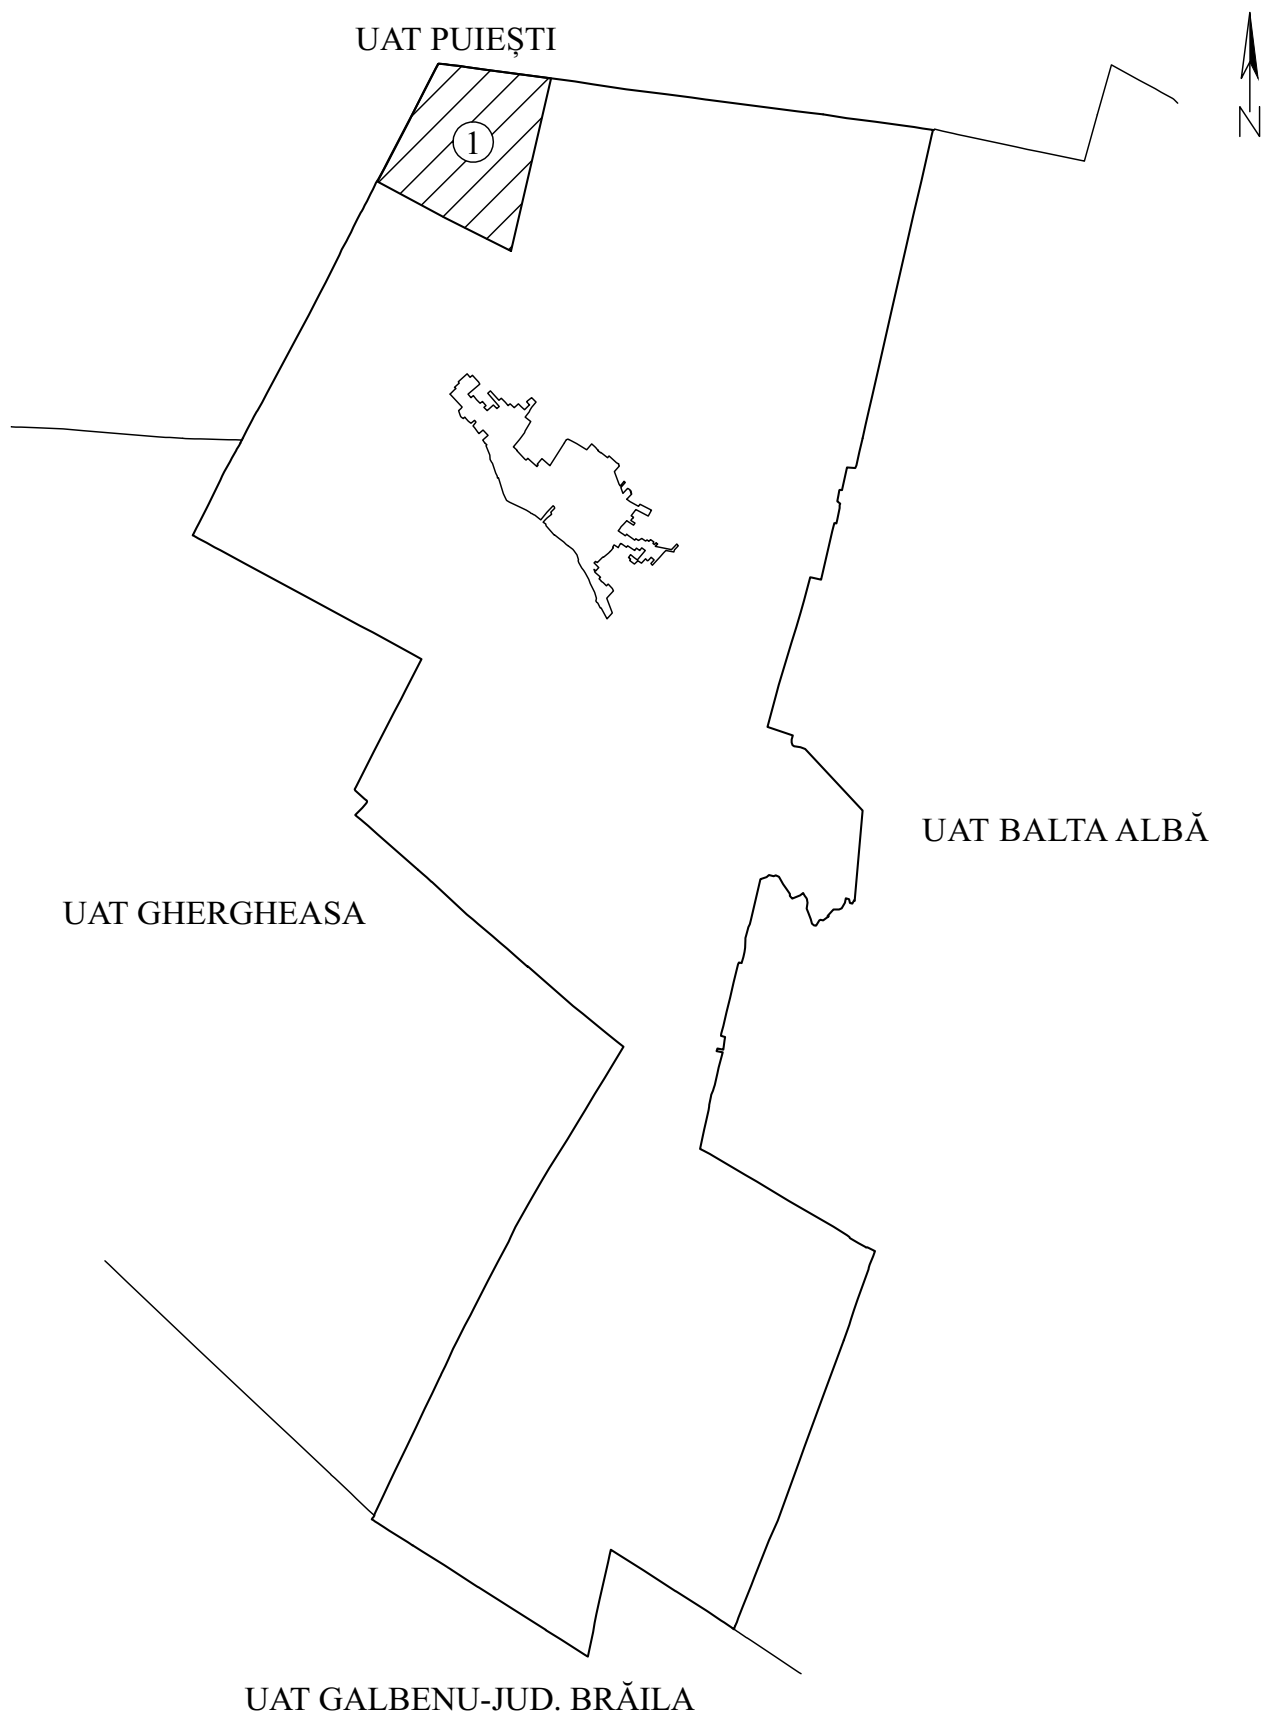 UAT PUIEȘTI
N
1
UAT BALTA ALBĂ
UAT GHERGHEASA
UAT GALBENU-JUD. BRĂILA